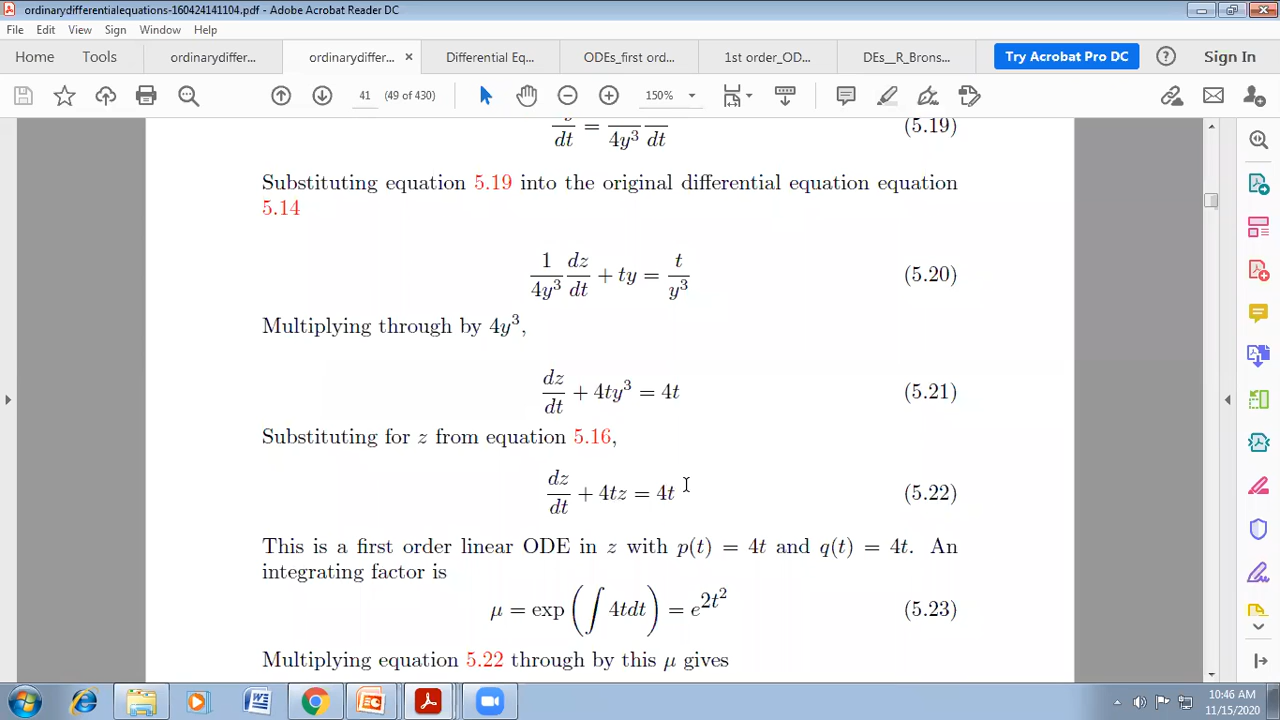 ordinarydifferentialequations-160424141104.pdf - Adobe Acrobat Reader DC
File Edit View Sign Window Help
Home Tools ordinarydiffer... ordinarydiffer... × Differential Eq... ODEs_first ord... 1st order_OD... DEs__R_Brons... Try Acrobat Pro DC Sign In
41 (49 of 430) 150%
dt = 4y³ dt (5.19)
Substituting equation 5.19 into the original differential equation equation
5.14
1/4y³ dz/dt + ty = t/y³ (5.20)
Multiplying through by 4y³,
dz/dt + 4ty³ = 4t (5.21)
Substituting for z from equation 5.16,
dz/dt + 4tz = 4t (5.22)
This is a first order linear ODE in z with p(t) = 4t and q(t) = 4t. An
integrating factor is
μ = exp (∫ 4tdt) = e^2t² (5.23)
Multiplying equation 5.22 through by this μ gives
10:46 AM
11/15/2020